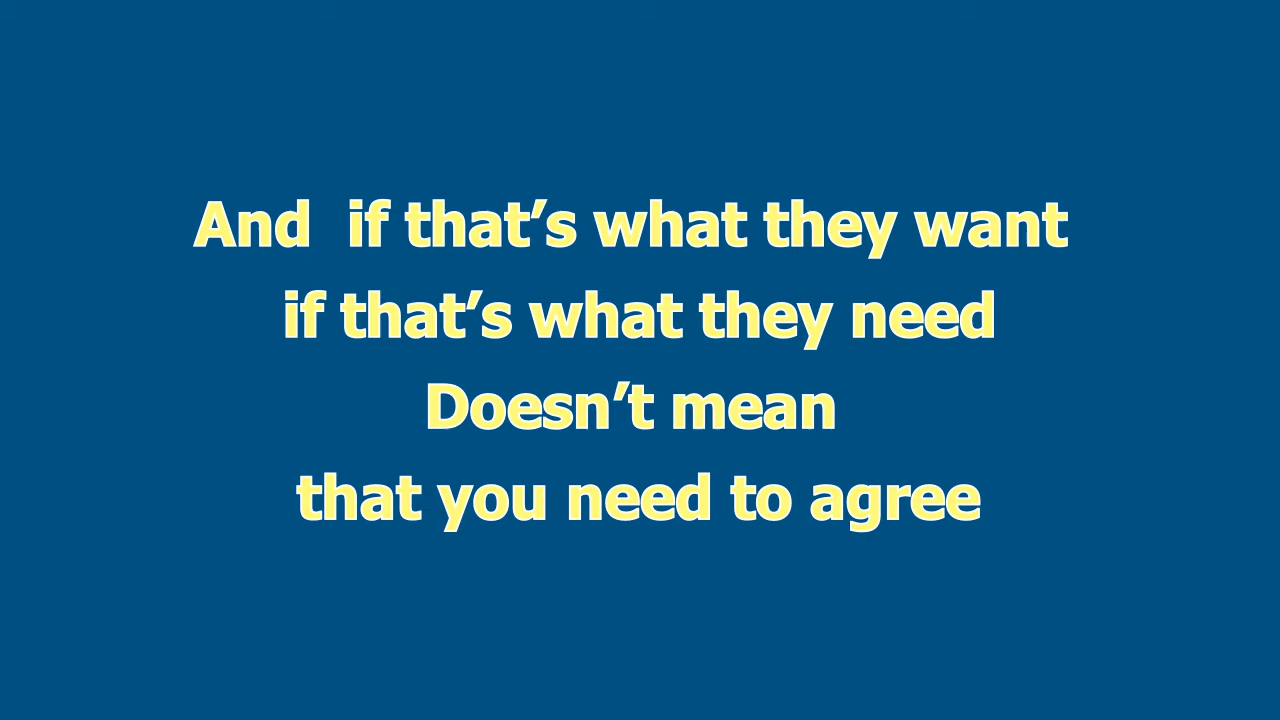 And  if that’s what they want
if that’s what they need
Doesn’t mean
that you need to agree